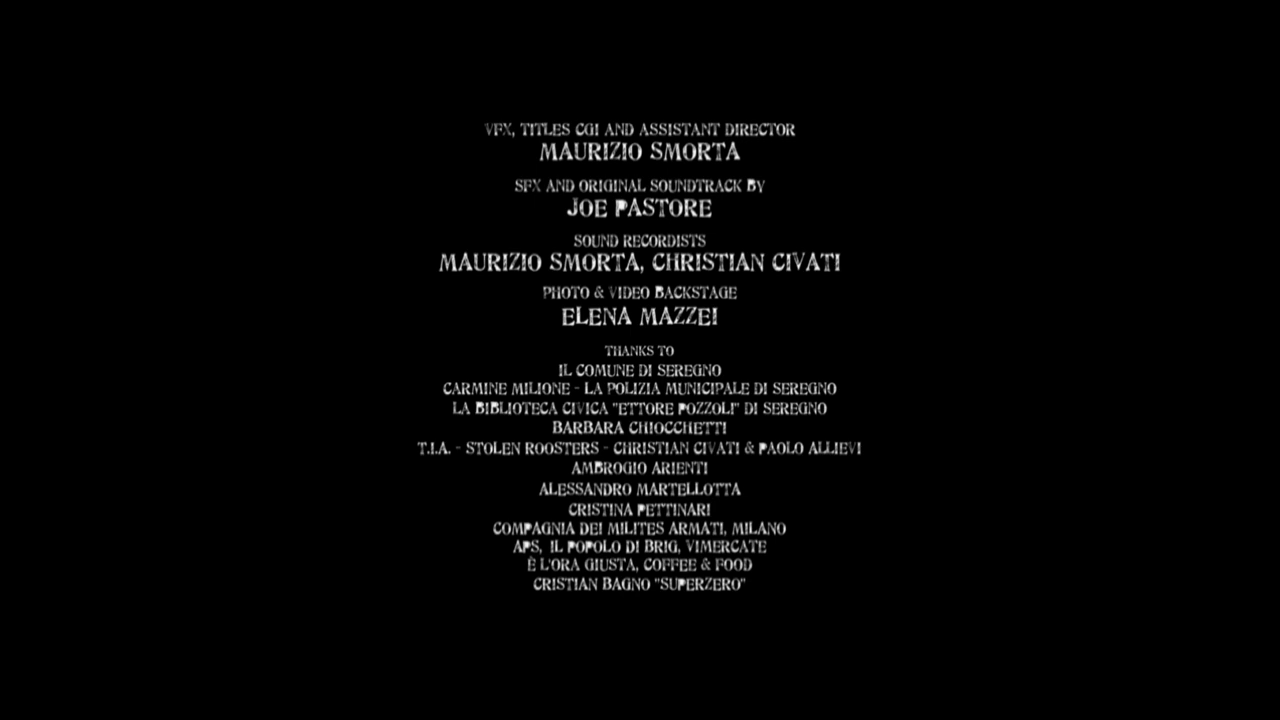 VFX, TITLES CGI AND ASSISTANT DIRECTOR
MAURIZIO SMORTA
SFX AND ORIGINAL SOUNDTRACK BY
JOE PASTORE
SOUND RECORDISTS
MAURIZIO SMORTA, CHRISTIAN CIVATI
PHOTO & VIDEO BACKSTAGE
ELENA MAZZEI
THANKS TO
IL COMUNE DI SEREGNO
CARMINE MILIONE - LA POLIZIA MUNICIPALE DI SEREGNO
LA BIBLIOTECA CIVICA "ETTORE POZZOLI" DI SEREGNO
BARBARA CHIOCCHETTI
T.I.A. - STOLEN ROOSTERS - CHRISTIAN CIVATI & PAOLO ALLIEVI
AMBROGIO ARIENTI
ALESSANDRO MARTELLOTTA
CRISTINA PETTINARI
COMPAGNIA DEI MILITES ARMATI, MILANO
APS, IL POPOLO DI BRIG, VIMERCATE
È L'ORA GIUSTA, COFFEE & FOOD
CRISTIAN BAGNO "SUPERZERO"